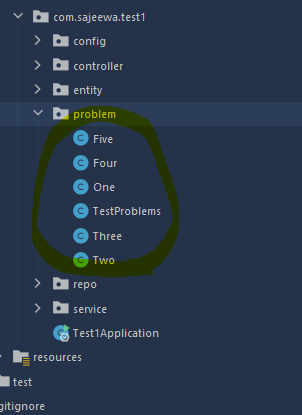 com.sajeewa.test1
config
controller
entity
problem
Five
Four
One
TestProblems
Three
Two
repo
service
Test1Application
resources
test
gitignore